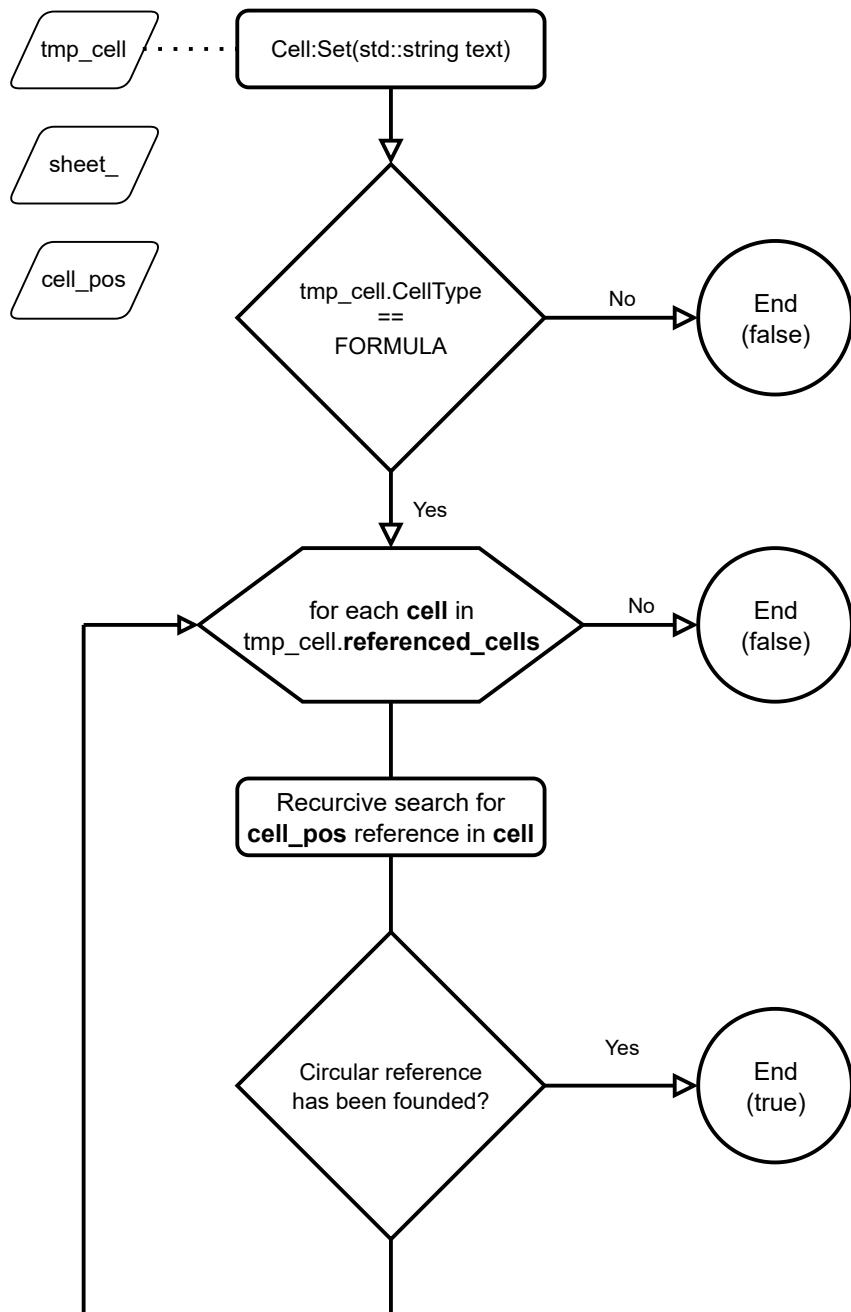 tmp_cell
Cell:Set(std::string text)
sheet_
cell_pos
tmp_cell.CellType
==
FORMULA
No
End
(false)
Yes
for each cell in
tmp_cell.referenced_cells
No
End
(false)
Recurcive search for
cell_pos reference in cell
Circular reference
has been founded?
Yes
End
(true)